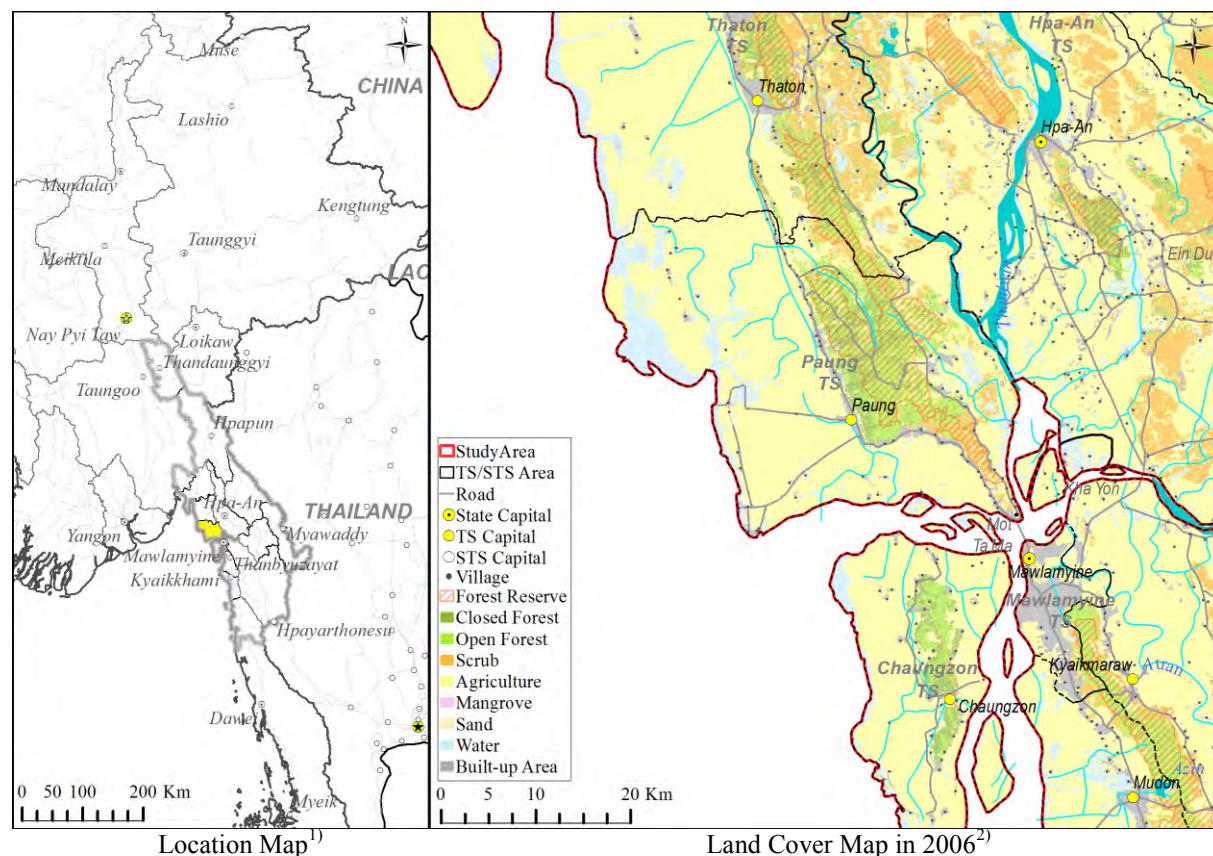 N
Muse
CHINA
Lashio
Mandalay
Kengtung
Taunggyi
Meiktila
LAO
Nay Pyi Taw
Loikaw
Thandaunggyi
Taungoo
Hpapun
Hpa-An
THAILAND
Yangon
Myawaddy
Mawlamyine
Thanbyuzayat
Kyaikkhami
Hpayarthonesu
Dawei
Myeik
0 50 100 200 Km
Location Map1)
N
Thaton
TS
Hpa-An
TS
Thaton
Hpa-An
Ein Du
Paung
TS
Paung
Kha Yon
Mot
Ta Ma
Mawlamyine
Mawlamyine
TS
Kyaikmaraw
Atran
Chaungzon
TS
Chaungzon
Azin
Mudon
StudyArea
TS/STS Area
Road
State Capital
TS Capital
STS Capital
Village
Forest Reserve
Closed Forest
Open Forest
Scrub
Agriculture
Mangrove
Sand
Water
Built-up Area
0 5 10 20 Km
Land Cover Map in 20062)